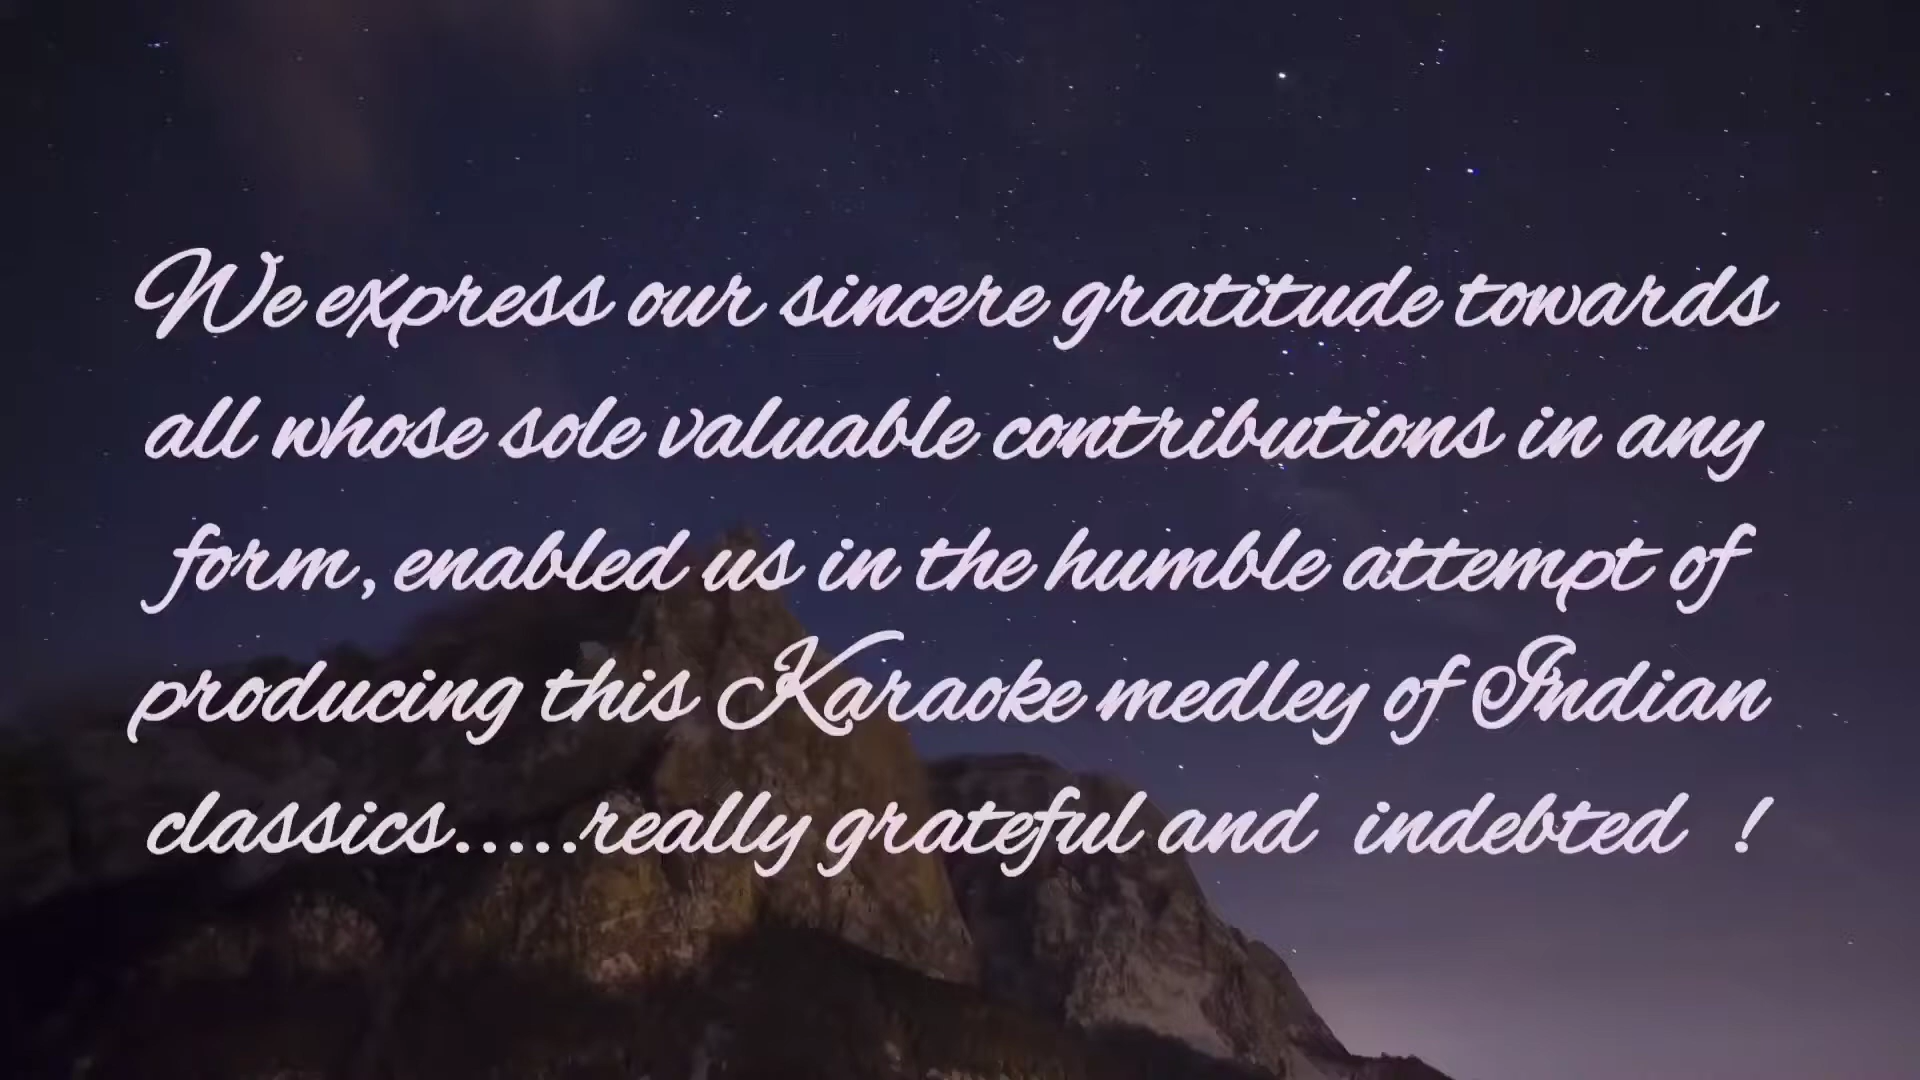 We express our sincere gratitude towards
all whose sole valuable contributions in any
form, enabled us in the humble attempt of
producing this Karaoke medley of Indian
classics.....really grateful and indebted !